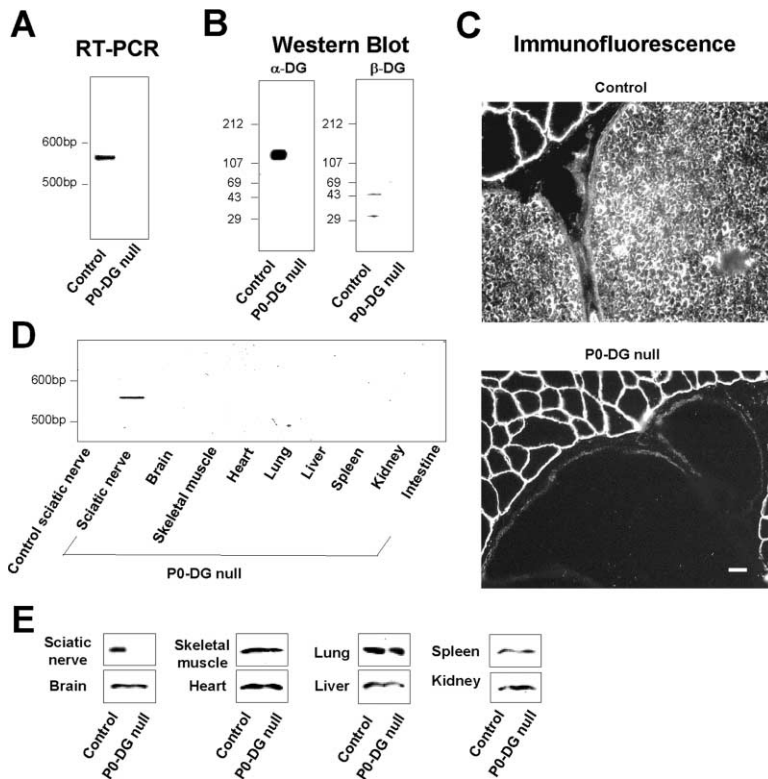 A
RT-PCR
600bp
500bp
Control
P0-DG null
B
Western Blot
α-DG
β-DG
212
107
69
43
29
212
107
69
43
29
Control
P0-DG null
Control
P0-DG null
C
Immunofluorescence
Control
P0-DG null
D
600bp
500bp
Control sciatic nerve
Sciatic nerve
Brain
Skeletal muscle
Heart
Lung
Liver
Spleen
Kidney
Intestine
P0-DG null
E
Sciatic
nerve
Brain
Control
P0-DG null
Skeletal
muscle
Heart
Control
P0-DG null
Lung
Liver
Control
P0-DG null
Spleen
Kidney
Control
P0-DG null